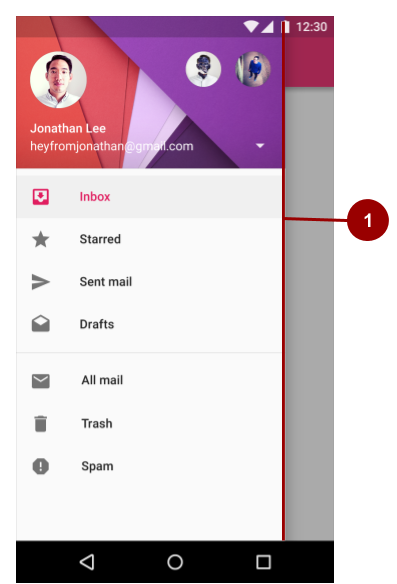 12:30
Jonathan Lee
heyfromjonathan@gmail.com
Inbox
1
Starred
Sent mail
Drafts
All mail
Trash
Spam